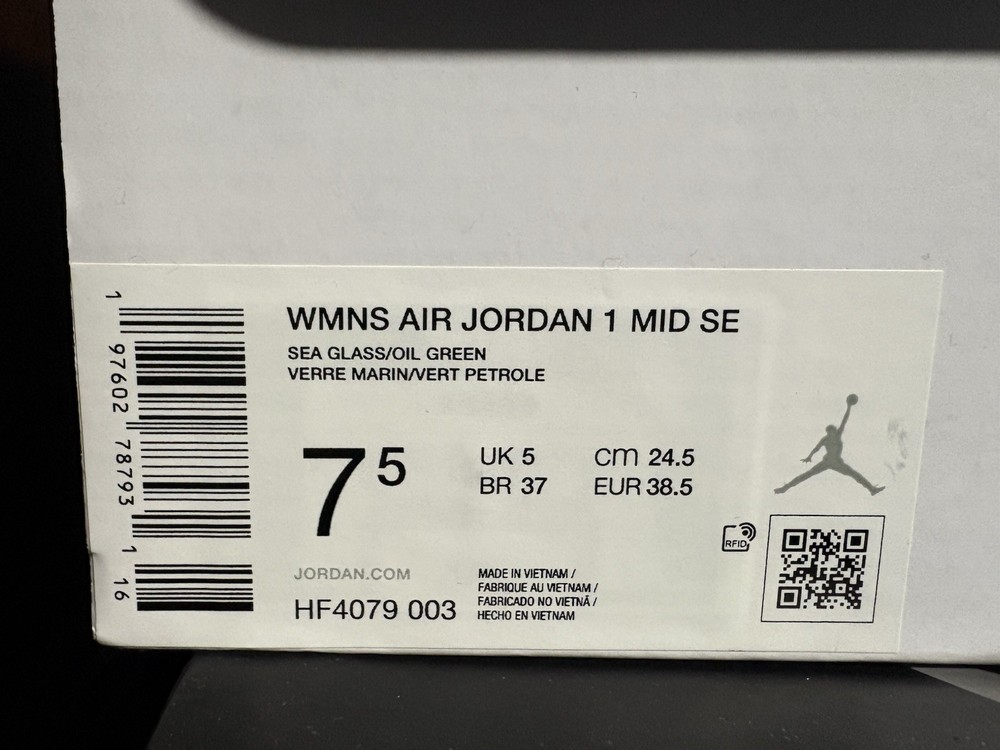 WMNS AIR JORDAN 1 MID SE
SEA GLASS/OIL GREEN
VERRE MARIN/VERT PETROLE
7 5
UK 5
CM 24.5
BR 37
EUR 38.5
RFID
JORDAN.COM
HF4079 003
MADE IN VIETNAM /
FABRIQUE AU VIETNAM /
FABRICADO NO VIETNÃ /
HECHO EN VIETNAM
1 97602 78793 1 16